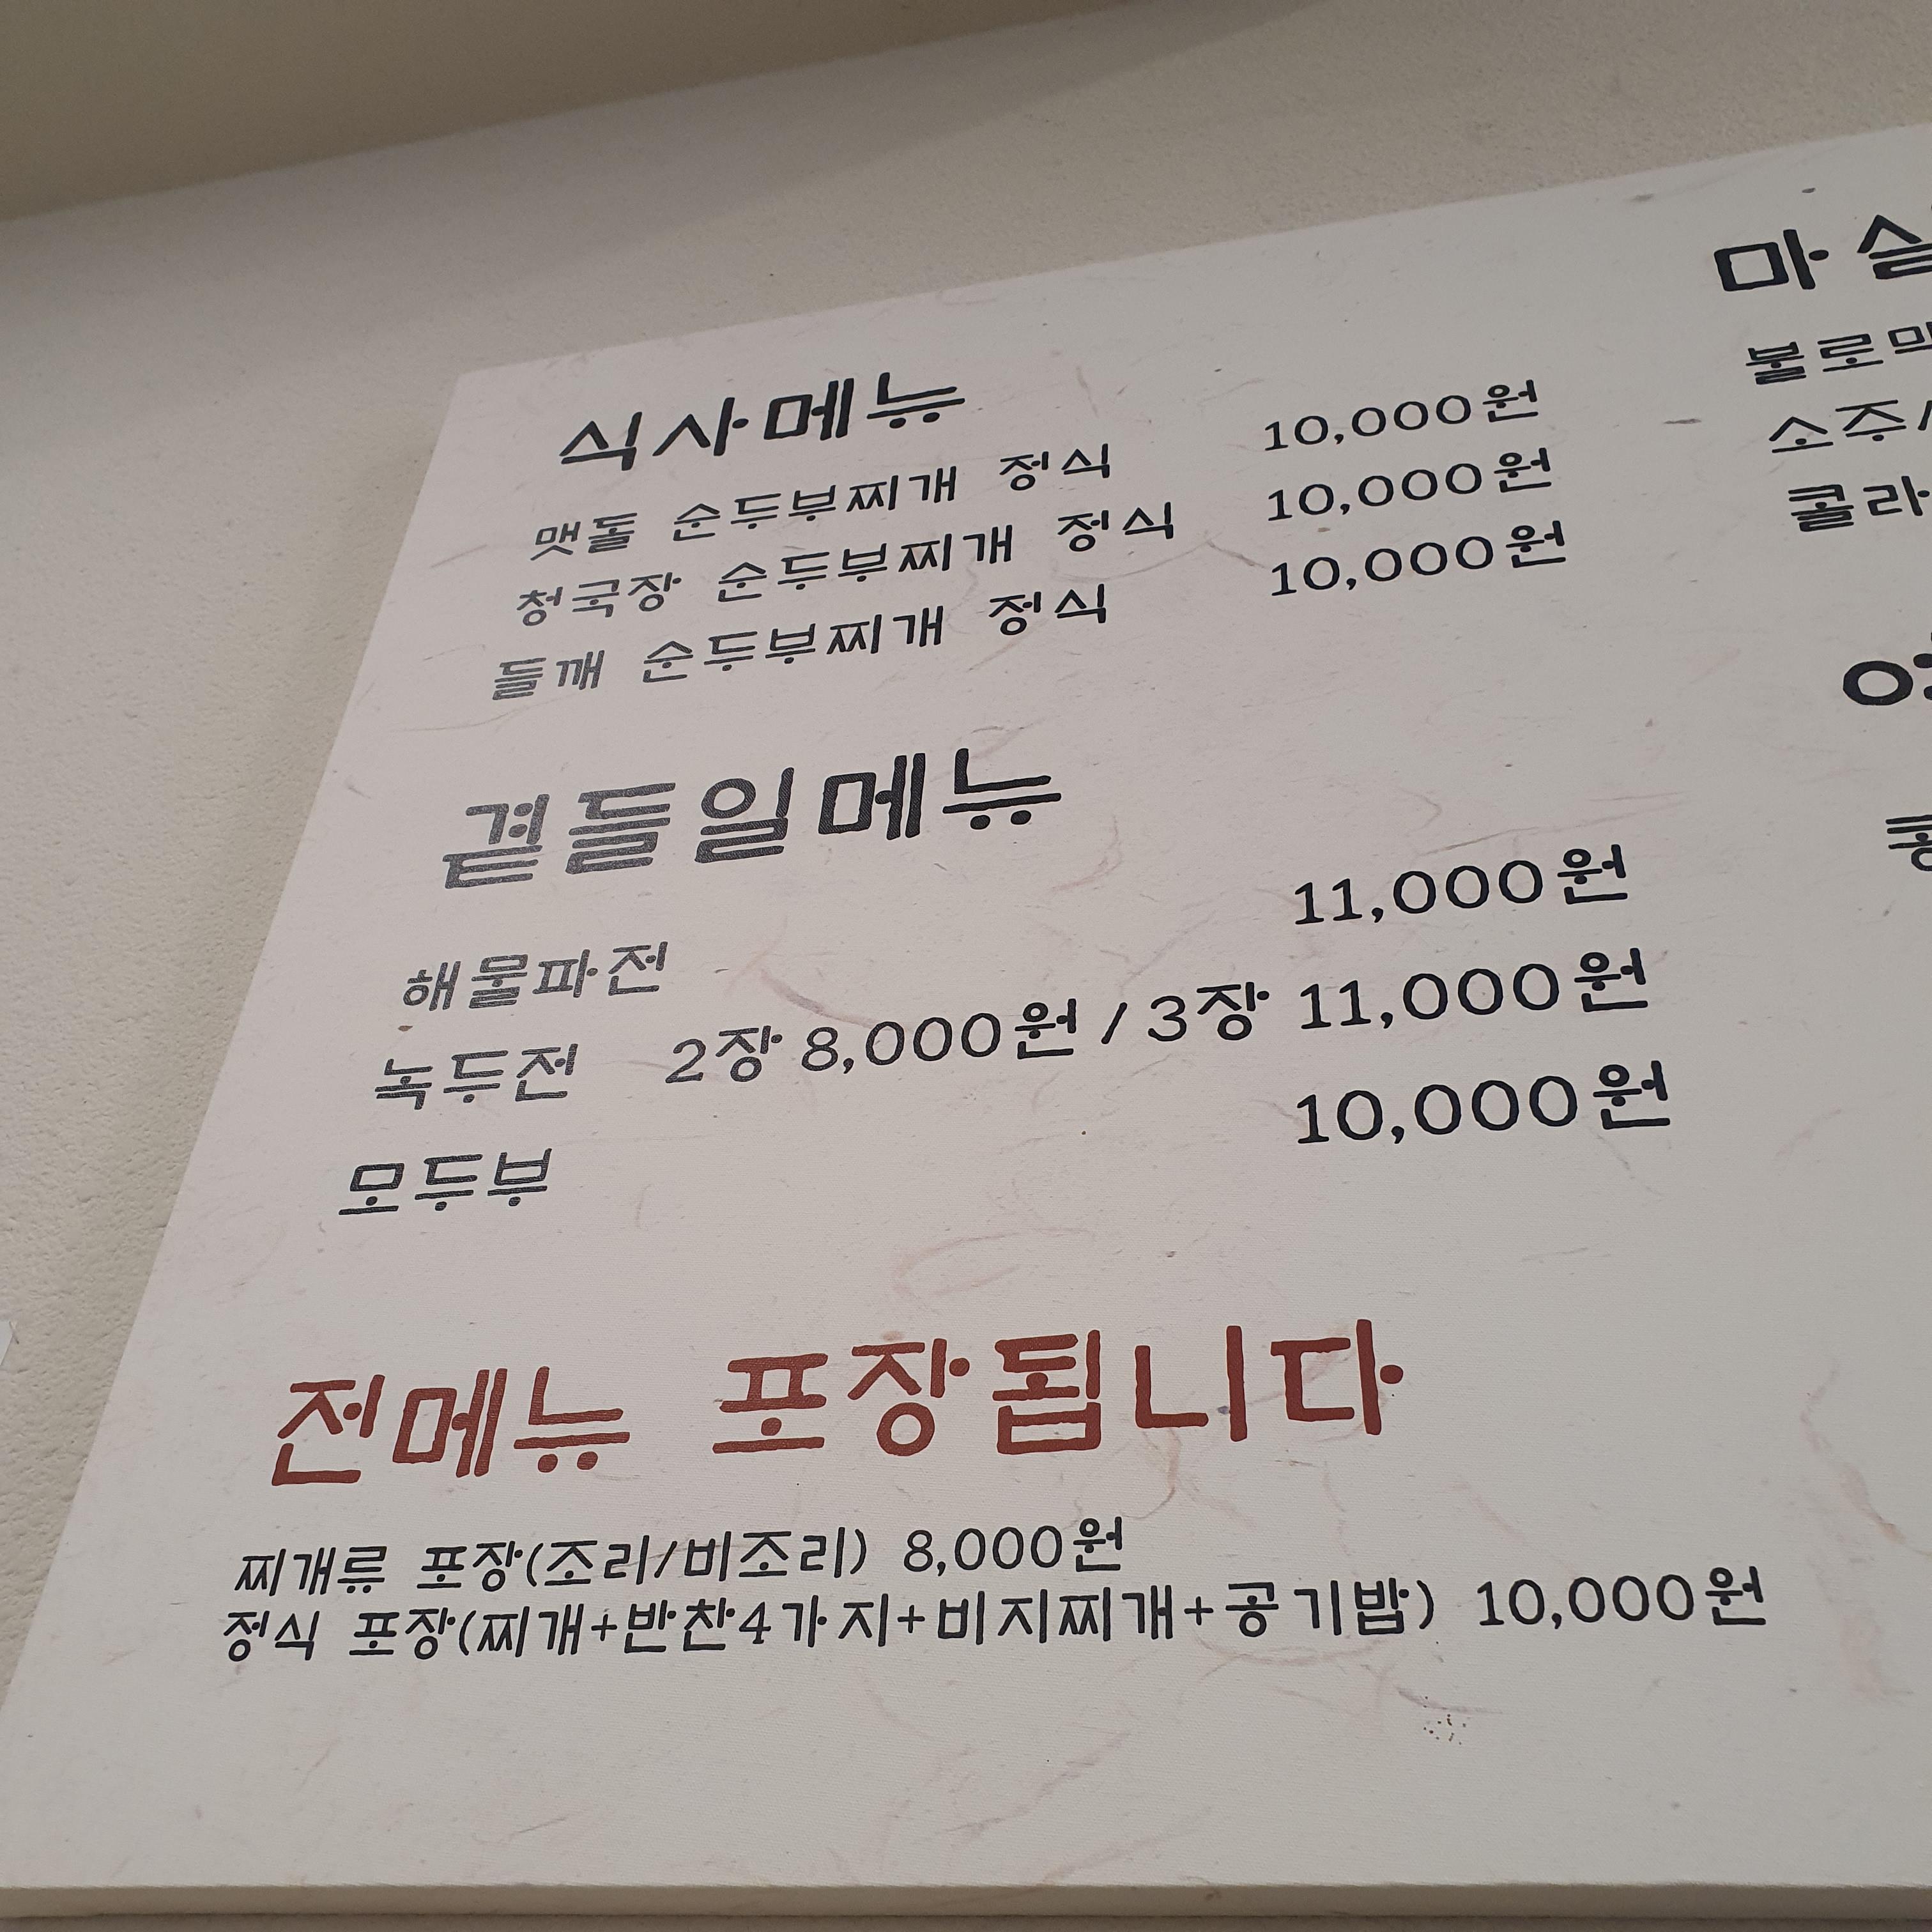 식사메뉴
맷돌 순두부찌개 정식 10,000원
청국장 순두부찌개 정식 10,000원
들깨 순두부찌개 정식 10,000원
곁들일메뉴
해물파전 11,000원
녹두전 2장 8,000원 / 3장 11,000원
모두부 10,000원
전메뉴 포장됩니다
찌개류 포장(조리/비조리) 8,000원
정식 포장(찌개+반찬4가지+비지찌개+공기밥) 10,000원
마실
불로막
소주/
콜라